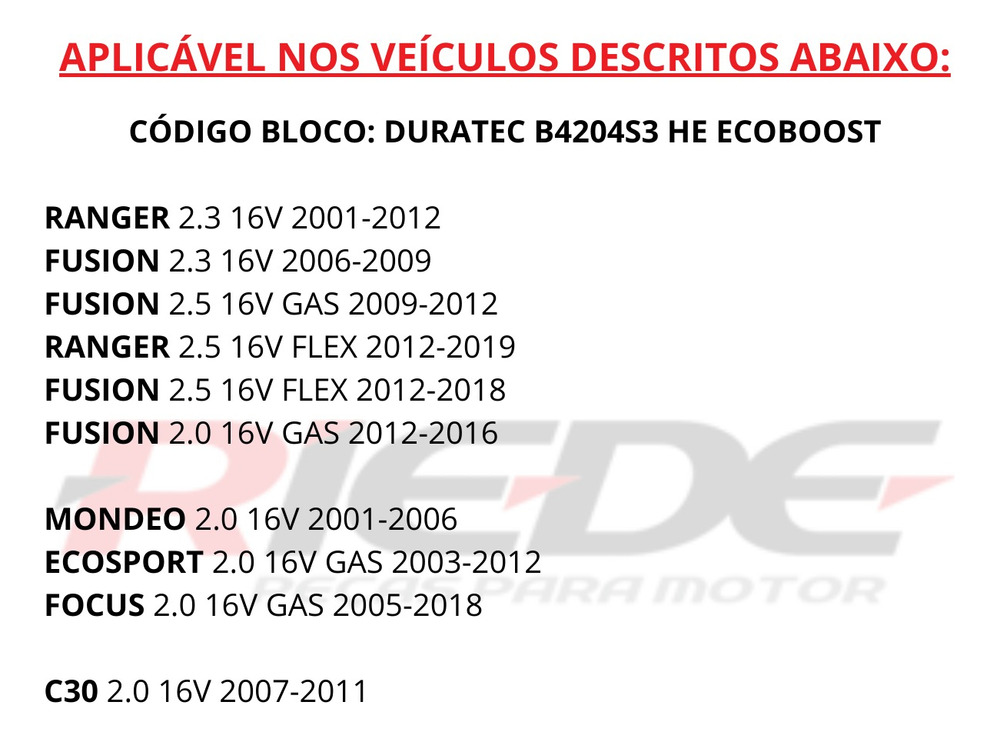 APLICÁVEL NOS VEÍCULOS DESCRITOS ABAIXO:
CÓDIGO BLOCO: DURATEC B4204S3 HE ECOBOOST
RANGER 2.3 16V 2001-2012
FUSION 2.3 16V 2006-2009
FUSION 2.5 16V GAS 2009-2012
RANGER 2.5 16V FLEX 2012-2019
FUSION 2.5 16V FLEX 2012-2018
FUSION 2.0 16V GAS 2012-2016
RIEDE
MONDEO 2.0 16V 2001-2006
ECOSPORT 2.0 16V GAS 2003-2012
PEÇAS PARA MOTOR
FOCUS 2.0 16V GAS 2005-2018
C30 2.0 16V 2007-2011